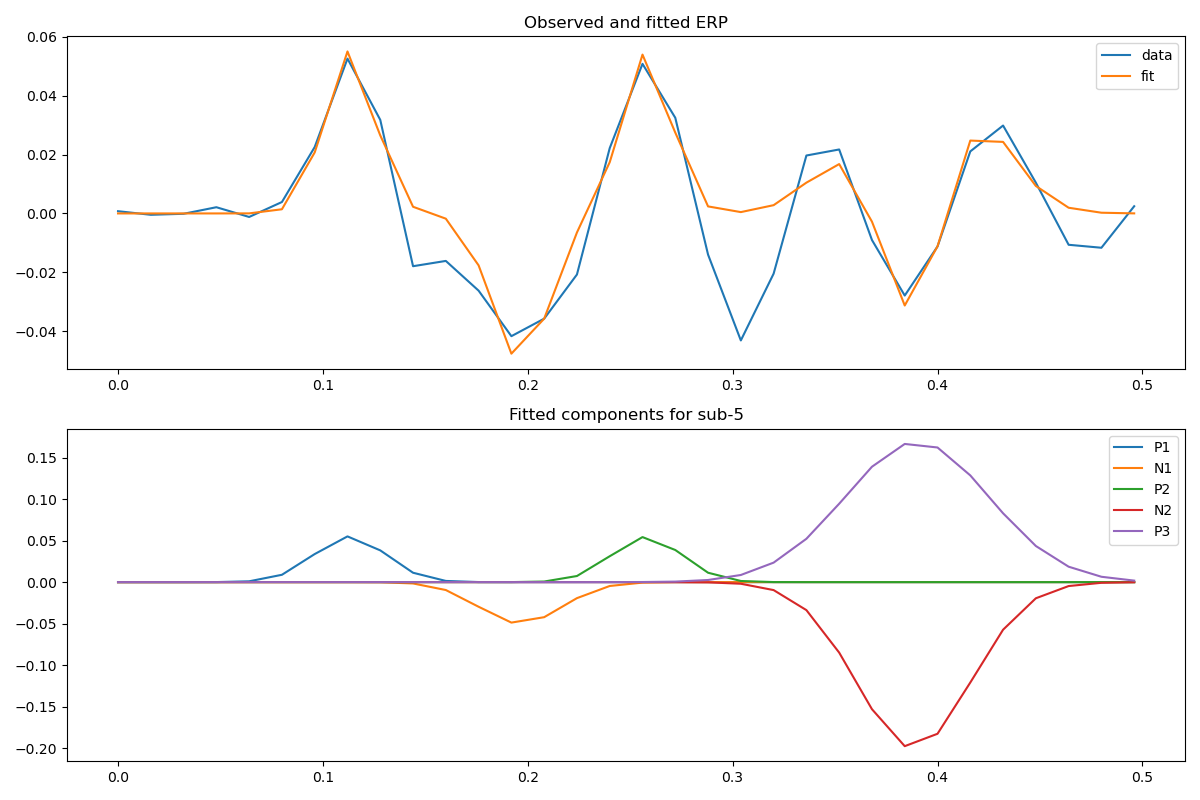 Observed and fitted ERP
0.06
0.04
0.02
0.00
−0.02
−0.04
data
fit
0.0 0.1 0.2 0.3 0.4 0.5
Fitted components for sub-5
0.15
0.10
0.05
0.00
−0.05
−0.10
−0.15
−0.20
P1
N1
P2
N2
P3
0.0 0.1 0.2 0.3 0.4 0.5